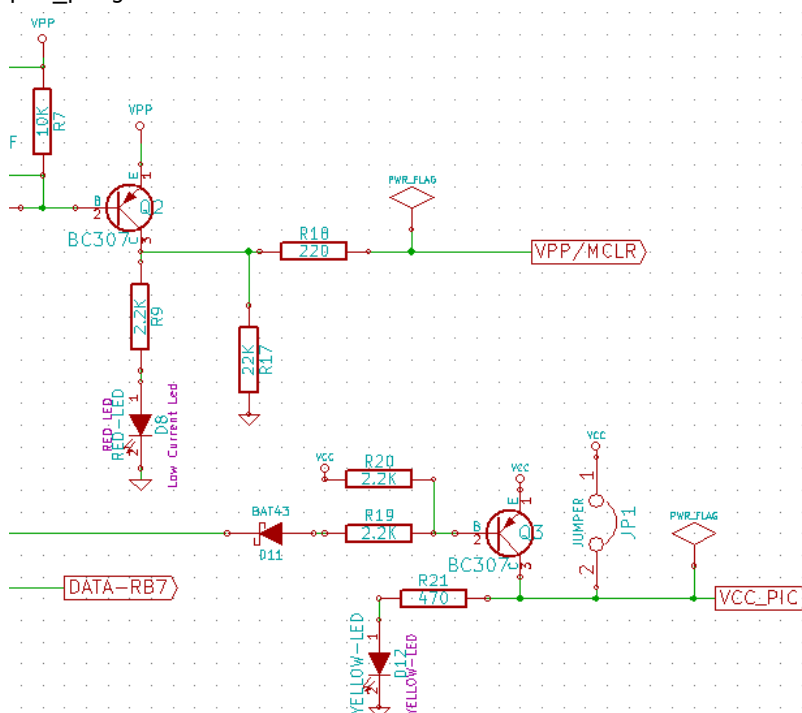 VPP
10K
R7
F
VPP
E
1
B
2
Q2
BC307
C
3
R18
220
PWR_FLAG
VPP/MCLR
2.2K
R9
22K
R17
1
RED-LED
RED-LED
D8
2
Low Current Led
VCC
R20
2.2K
VCC
E
1
VCC
1
BAT43
D11
R19
2.2K
B
2
Q3
BC307
C
3
JUMPER
JP1
2
PWR_FLAG
DATA-RB7
R21
470
VCC_PIC
1
YELLOW-LED
D12
YELLOW-LED
2